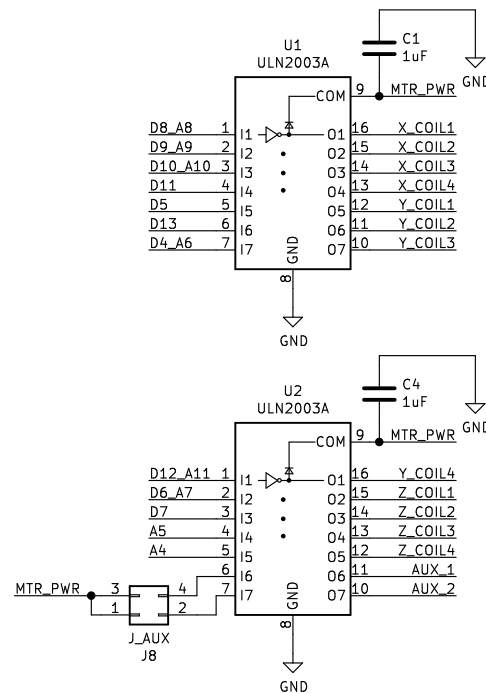 U1
ULN2003A
C1
1uF
GND
COM 9 MTR_PWR
D8_A8 1 I1 O1 16 X_COIL1
D9_A9 2 I2 O2 15 X_COIL2
D10_A10 3 I3 O3 14 X_COIL3
D11 4 I4 O4 13 X_COIL4
D5 5 I5 O5 12 Y_COIL1
D13 6 I6 O6 11 Y_COIL2
D4_A6 7 I7 O7 10 Y_COIL3
GND
8
GND
U2
ULN2003A
C4
1uF
GND
COM 9 MTR_PWR
D12_A11 1 I1 O1 16 Y_COIL4
D6_A7 2 I2 O2 15 Z_COIL1
D7 3 I3 O3 14 Z_COIL2
A5 4 I4 O4 13 Z_COIL3
A4 5 I5 O5 12 Z_COIL4
6 I6 O6 11 AUX_1
7 I7 O7 10 AUX_2
MTR_PWR 3 4
1 2
J_AUX
J8
GND
8
GND